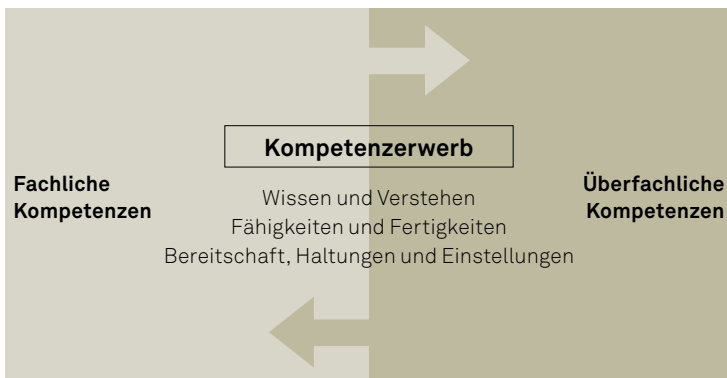 Kompetenzerwerb
Fachliche
Kompetenzen
Wissen und Verstehen
Fähigkeiten und Fertigkeiten
Bereitschaft, Haltungen und Einstellungen
Überfachliche
Kompetenzen